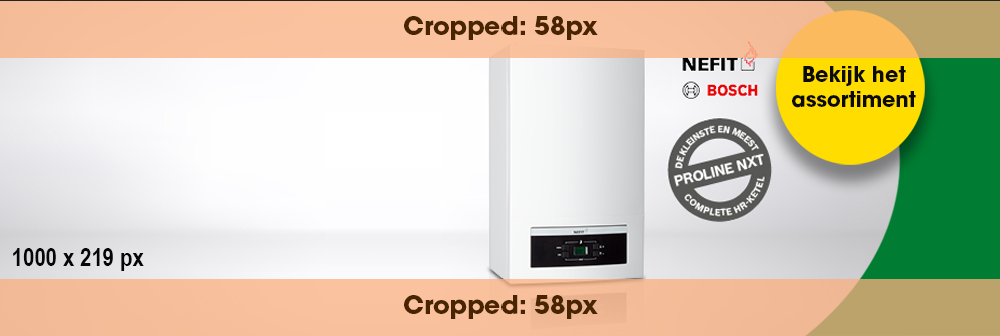 Cropped: 58px
NEFIT
BOSCH
Bekijk het
assortiment
DE KLEINSTE EN MEEST
PROLINE NXT
COMPLETE HR-KETEL
NEFIT
1000 x 219 px
Cropped: 58px